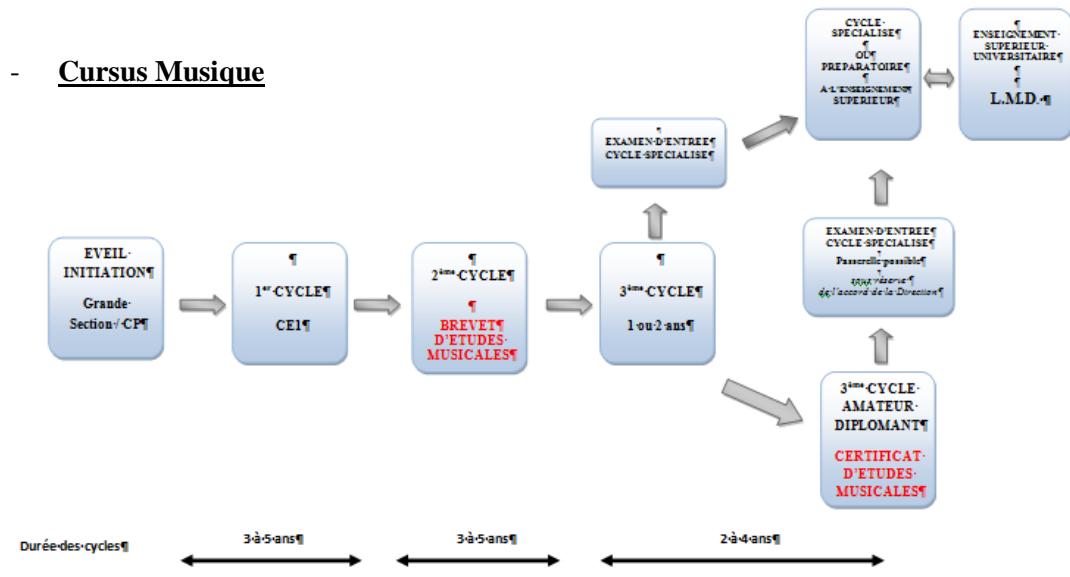 - Cursus Musique
EVEIL·
INITIATION¶
Grande·
Section·/·CP¶
¶
1er·CYCLE¶
CE1¶
¶
2ème·CYCLE¶
¶
BREVET¶
D'ETUDES·
MUSICALES¶
¶
3ème·CYCLE¶
1·ou·2·ans¶
¶
EXAMEN·D'ENTREE¶
CYCLE·SPECIALISE¶
CYCLE·
SPECIALISE¶
¶
OU¶
PREPARATOIRE¶
¶
A·L'ENSEIGNEMENT¶
SUPERIEUR¶
¶
ENSEIGNEMENT·
SUPERIEUR·
UNIVERSITAIRE¶
¶
¶
L.M.D.·¶
EXAMEN·D'ENTREE¶
CYCLE·SPECIALISE¶
¶
Passerelle·possible¶
¶
sous·réserve·
de·l'accord·de·la·Direction¶
3ème·CYCLE·
AMATEUR·
DIPLOMANT¶
CERTIFICAT·
D'ETUDES·
MUSICALES¶
Durée·des·cycles¶
3·à·5·ans¶
3·à·5·ans¶
2·à·4·ans¶